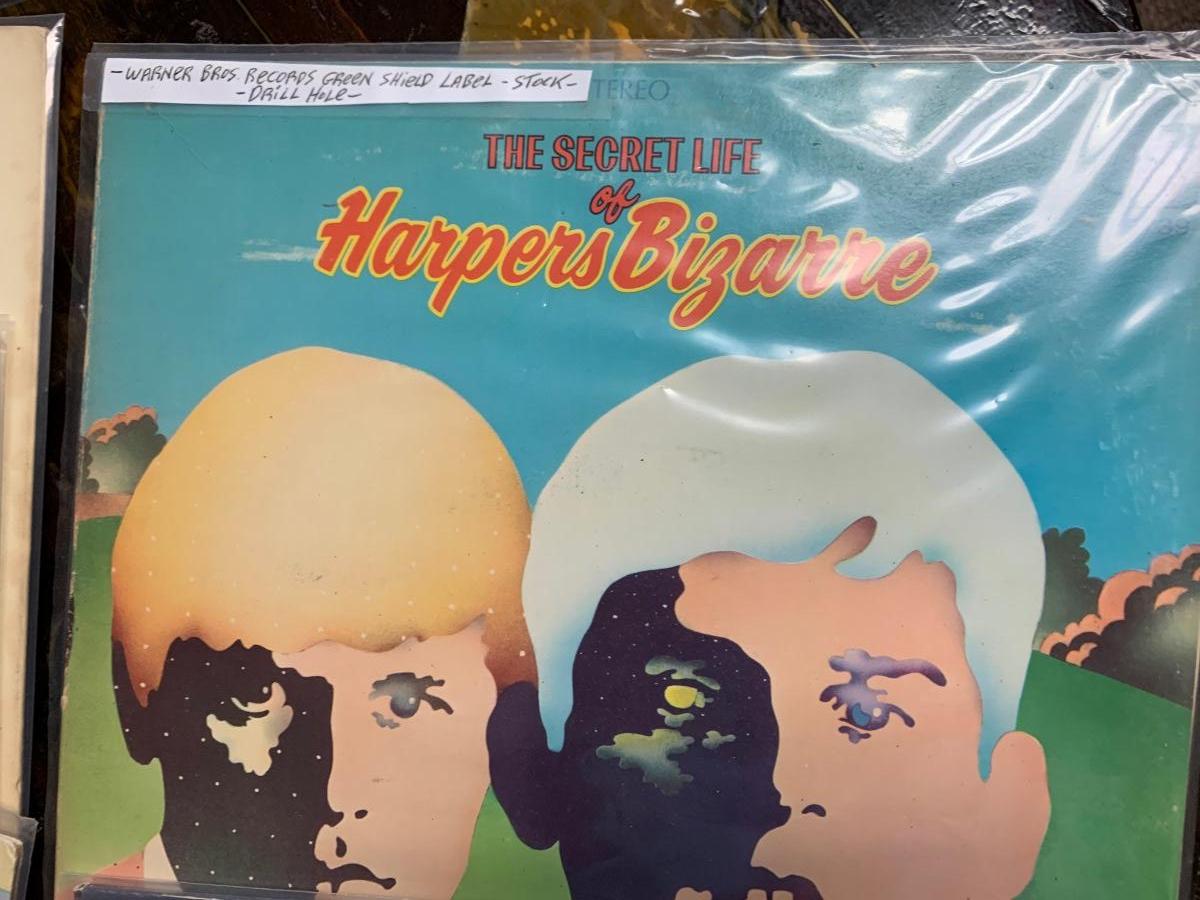 -WARNER BROS. RECORDS GREEN SHIELD LABEL - STOCK-
-DRILL HOLE-
TEREO
THE SECRET LIFE
of
Harpers Bizarre